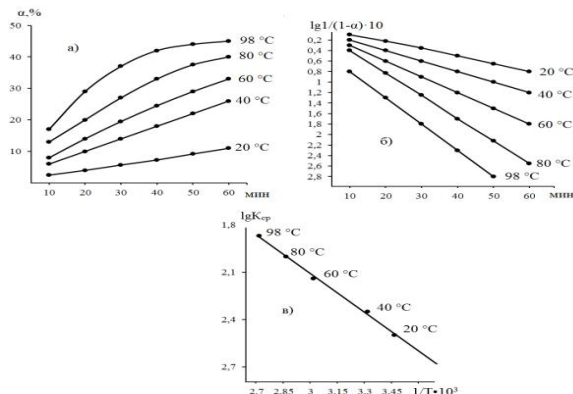 α,%
50
40
30
20
10
а)
98 °C
80 °C
60 °C
40 °C
20 °C
10 20 30 40 50 60 мин
lg1/(1-α)·10
0,2
0,4
0,6
0,8
1
1,2
1,4
1,6
1,8
2
2,2
2,4
2,6
2,8
б)
20 °C
40 °C
60 °C
80 °C
98 °C
10 20 30 40 50 60 мин
lgKср
1,8
2,1
2,4
2,7
98 °C
80 °C
60 °C
40 °C
20 °C
в)
2.7 2.85 3 3.15 3.3 3.46 1/T•10³